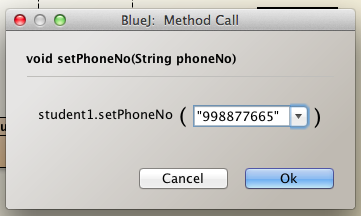 BlueJ: Method Call
void setPhoneNo(String phoneNo)
student1.setPhoneNo ( "998877665" )
Cancel Ok